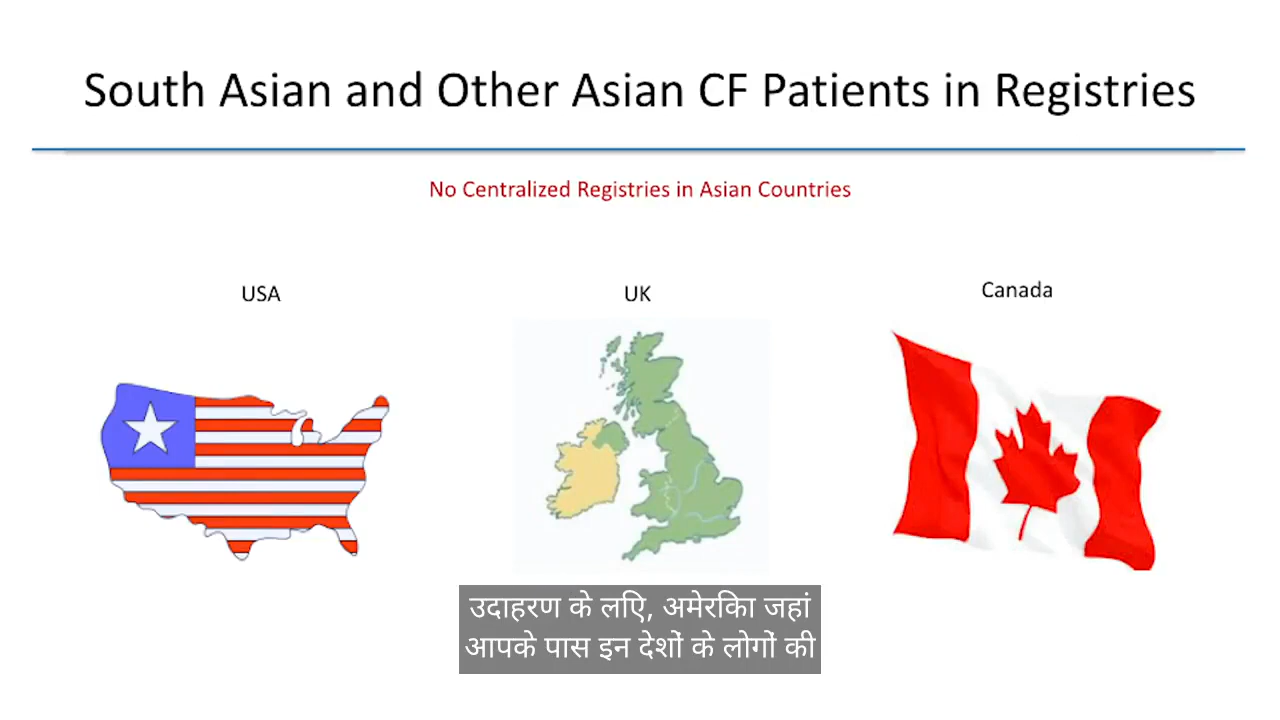 South Asian and Other Asian CF Patients in Registries
No Centralized Registries in Asian Countries
USA
UK
Canada
उदाहरण के लिए, अमेरिका जहां
आपके पास इन देशों के लोगों की